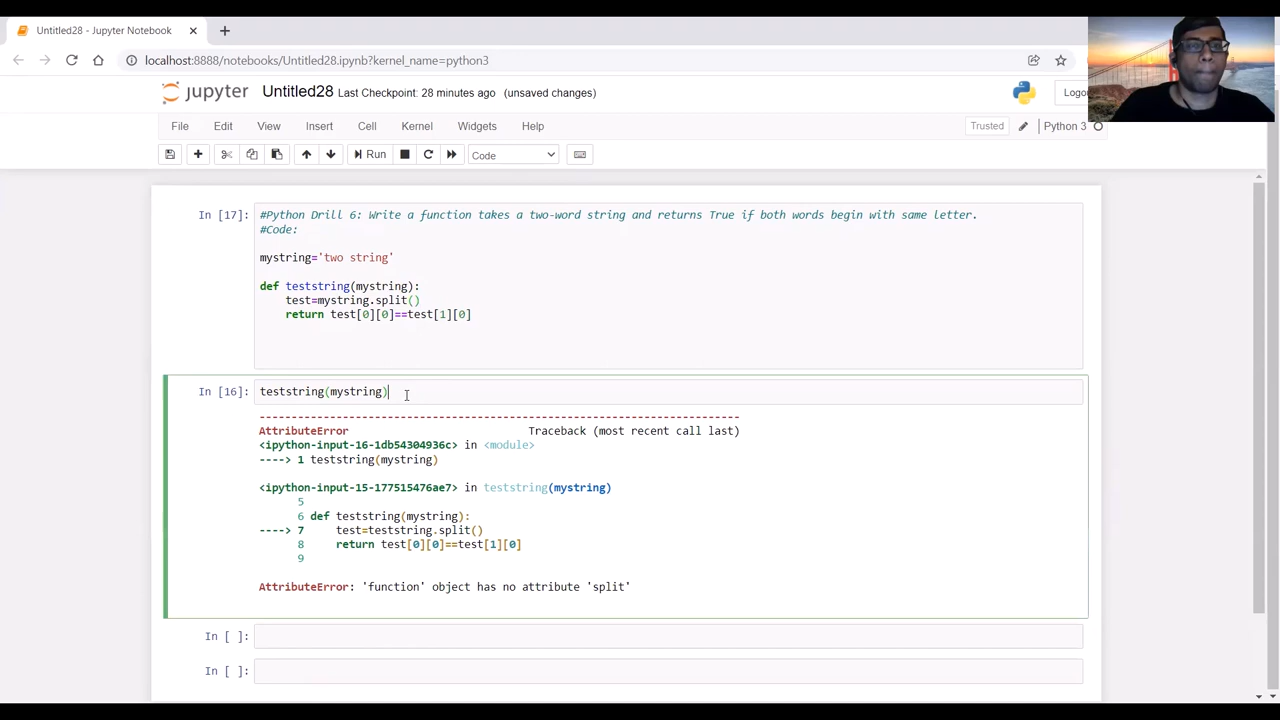 Untitled28 - Jupyter Notebook
localhost:8888/notebooks/Untitled28.ipynb?kernel_name=python3
jupyter Untitled28 Last Checkpoint: 28 minutes ago (unsaved changes)
Logo
File Edit View Insert Cell Kernel Widgets Help
Trusted Python 3
Run Code
In [17]: #Python Drill 6: Write a function takes a two-word string and returns True if both words begin with same letter.
#Code:
mystring='two string'
def teststring(mystring):
test=mystring.split()
return test[0][0]==test[1][0]
In [16]: teststring(mystring)
---------------------------------------------------------------------------
AttributeError Traceback (most recent call last)
<ipython-input-16-1db54304936c> in <module>
----> 1 teststring(mystring)
<ipython-input-15-177515476ae7> in teststring(mystring)
5
6 def teststring(mystring):
----> 7 test=teststring.split()
8 return test[0][0]==test[1][0]
9
AttributeError: 'function' object has no attribute 'split'
In [ ]:
In [ ]: